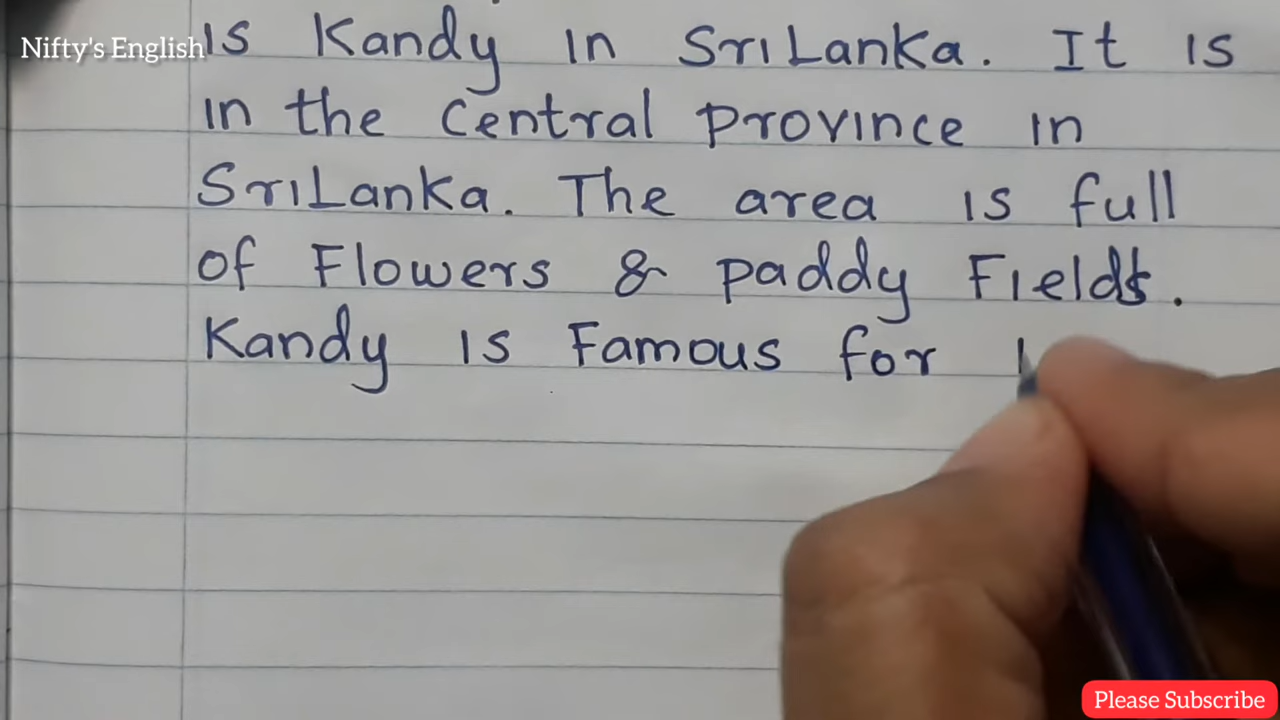 Nifty's English
is Kandy in SriLanka. It is
in the central province in
SriLanka. The area is full
of Flowers & paddy Fields.
Kandy is Famous for
Please Subscribe